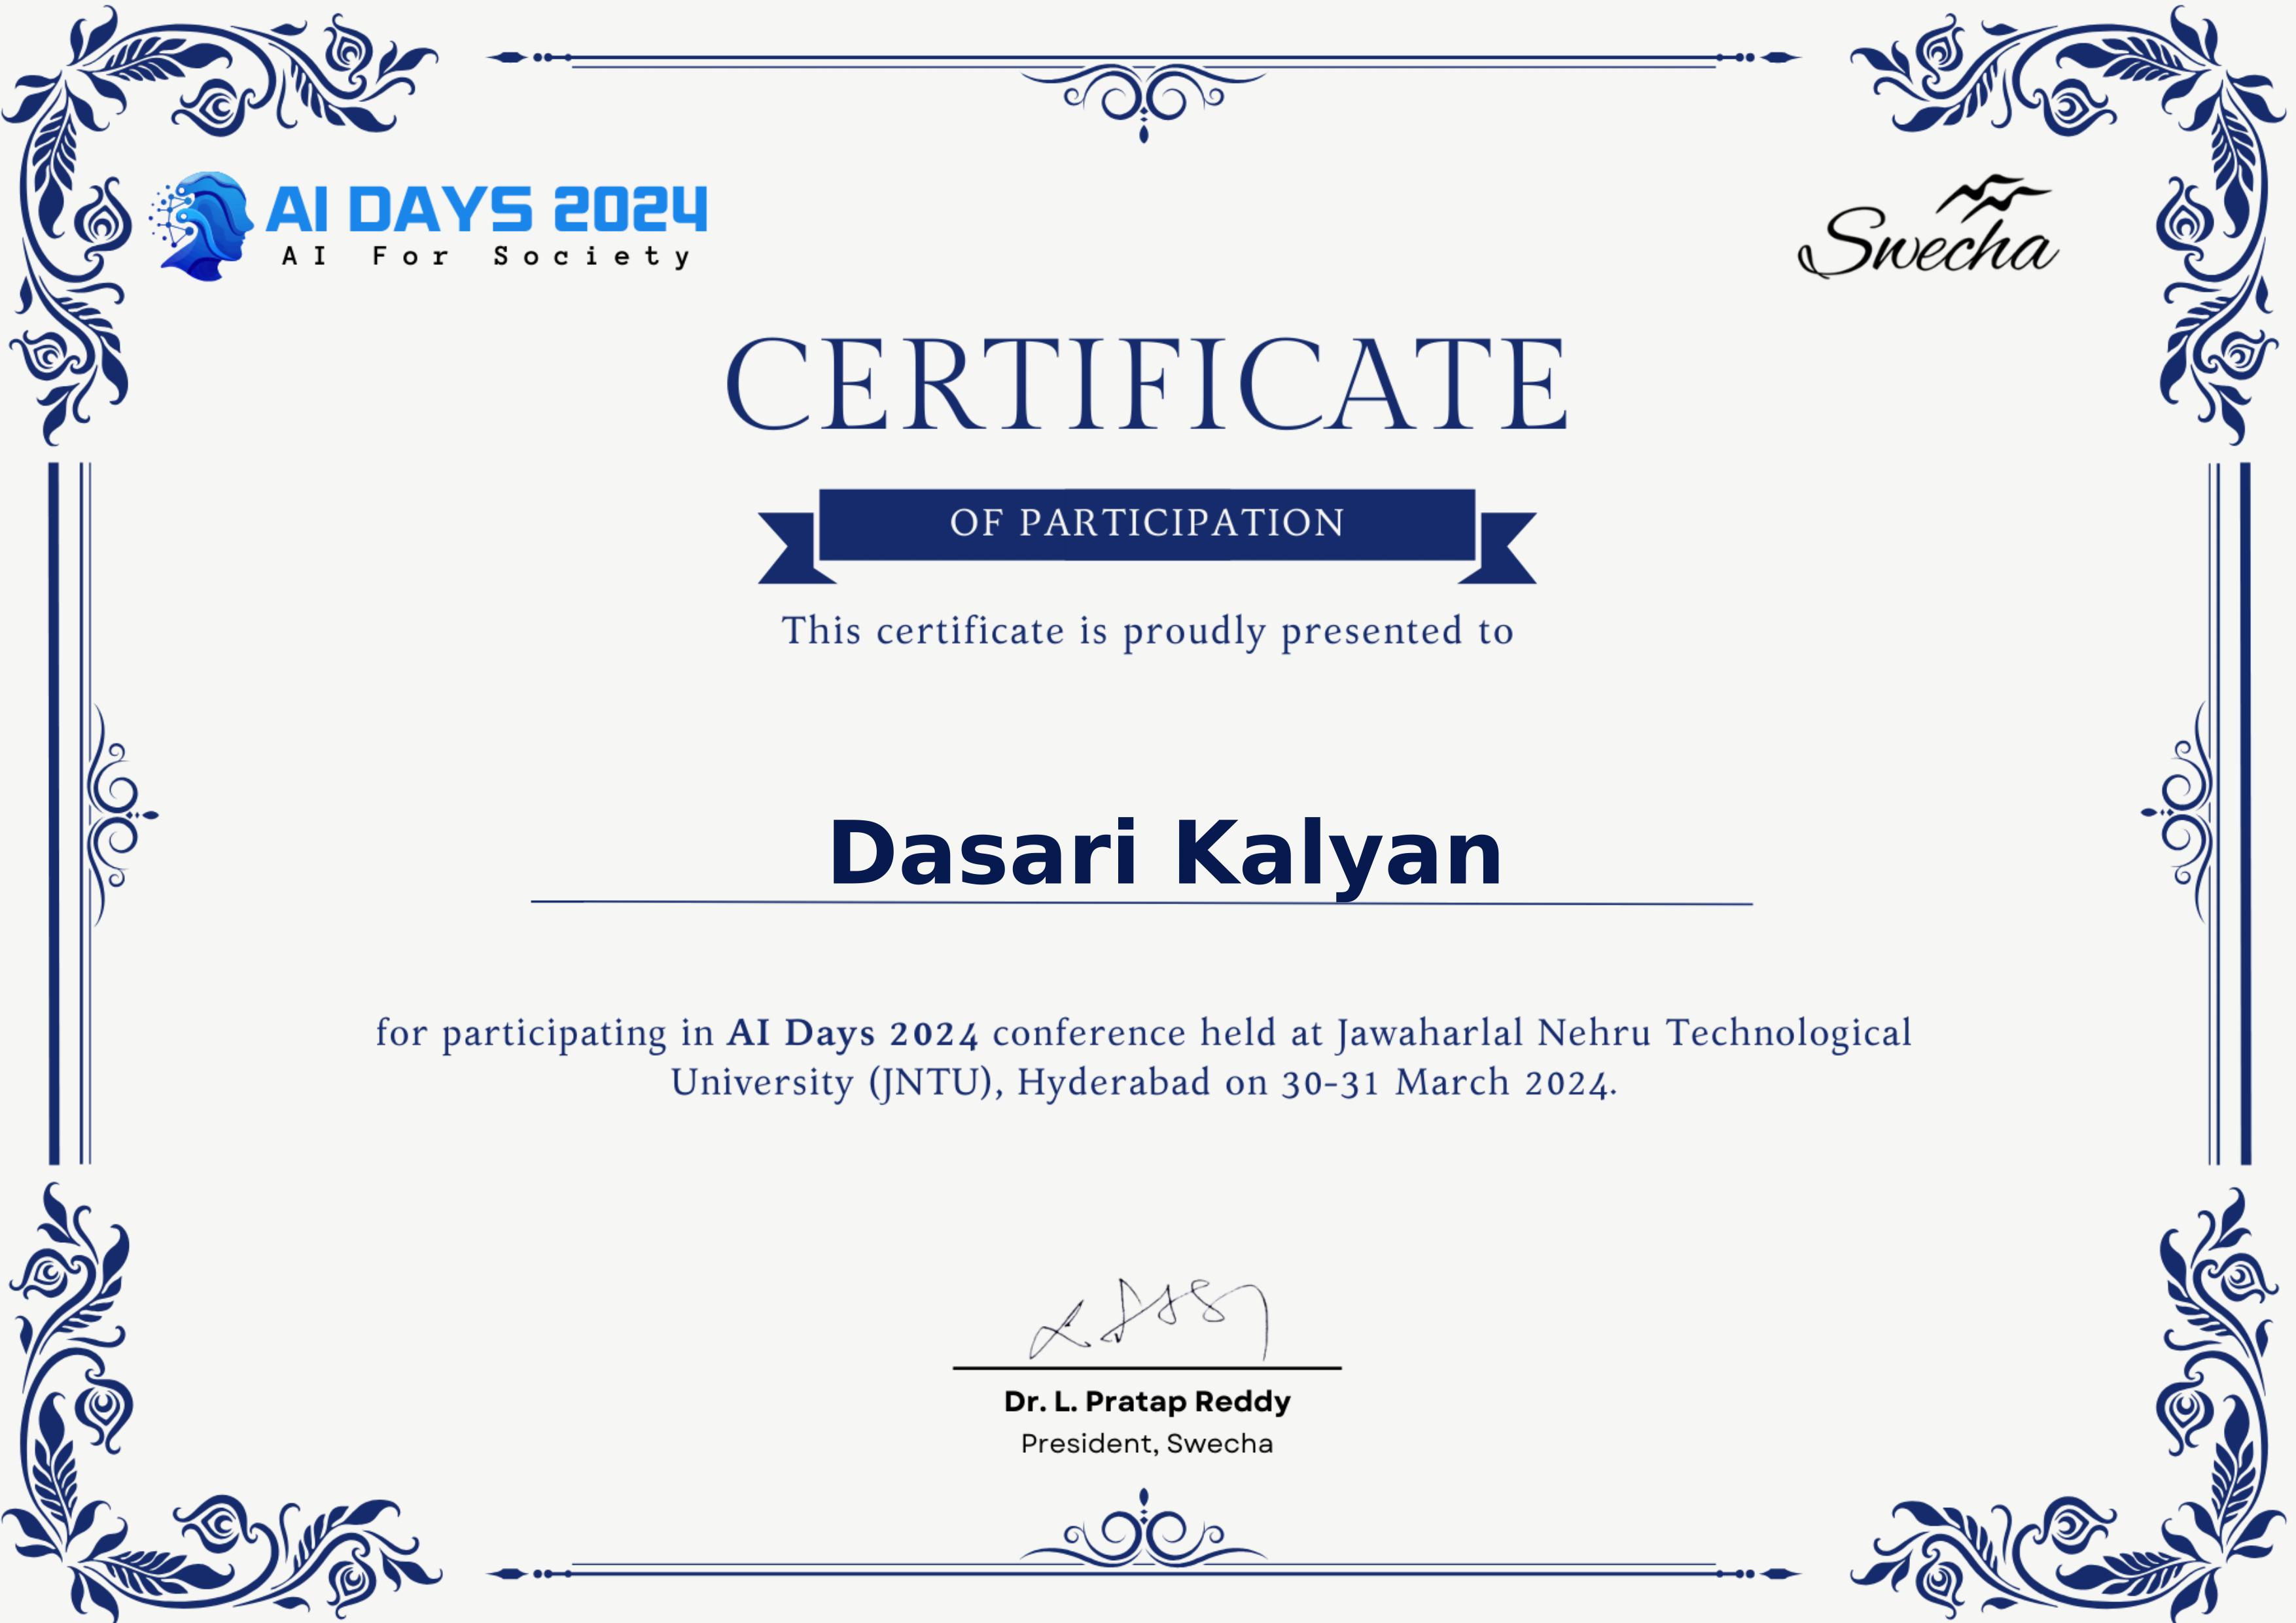 AI DAYS 2024
AI For Society
Swecha
CERTIFICATE
OF PARTICIPATION
This certificate is proudly presented to
Dasari Kalyan
for participating in AI Days 2024 conference held at Jawaharlal Nehru Technological
University (JNTU), Hyderabad on 30-31 March 2024.
Dr. L. Pratap Reddy
President, Swecha